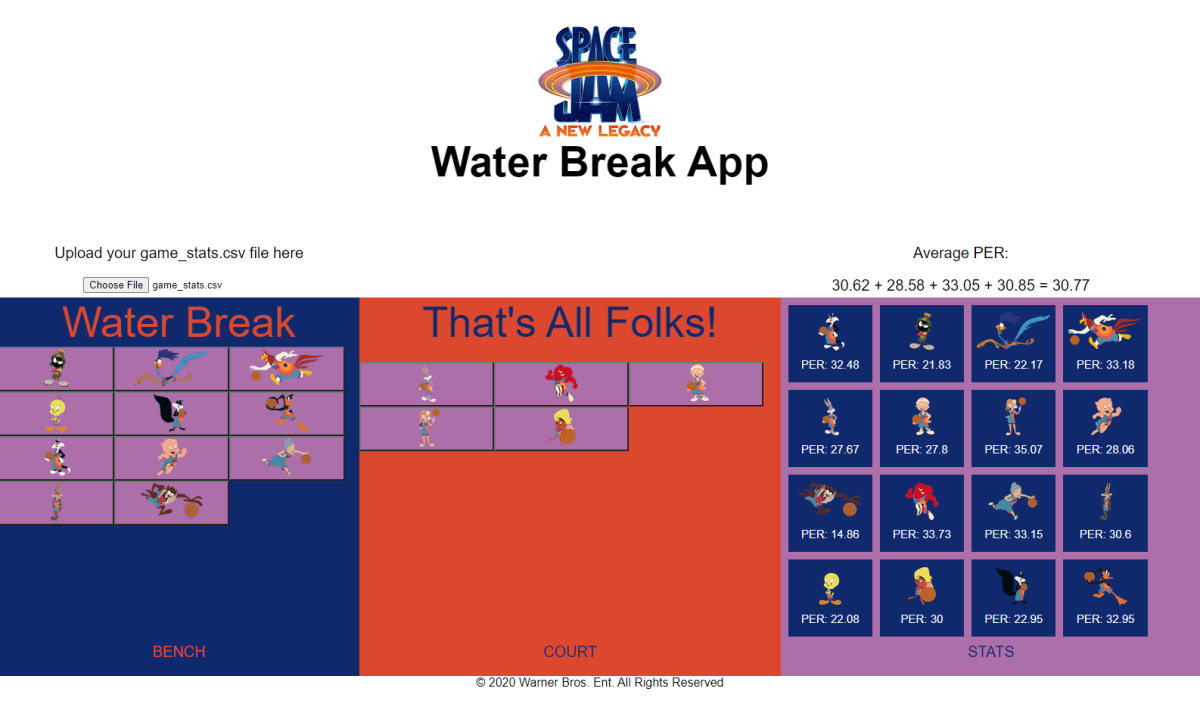 SPACE
JAM
A NEW LEGACY
Water Break App
Upload your game_stats.csv file here
Choose File game_stats.csv
Average PER:
30.62 + 28.58 + 33.05 + 30.85 = 30.77
Water Break
BENCH
That's All Folks!
COURT
PER: 32.48 PER: 21.83 PER: 22.17 PER: 33.18
PER: 27.67 PER: 27.8 PER: 35.07 PER: 28.06
PER: 14.86 PER: 33.73 PER: 33.15 PER: 30.6
PER: 22.08 PER: 30 PER: 22.95 PER: 32.95
STATS
© 2020 Warner Bros. Ent. All Rights Reserved